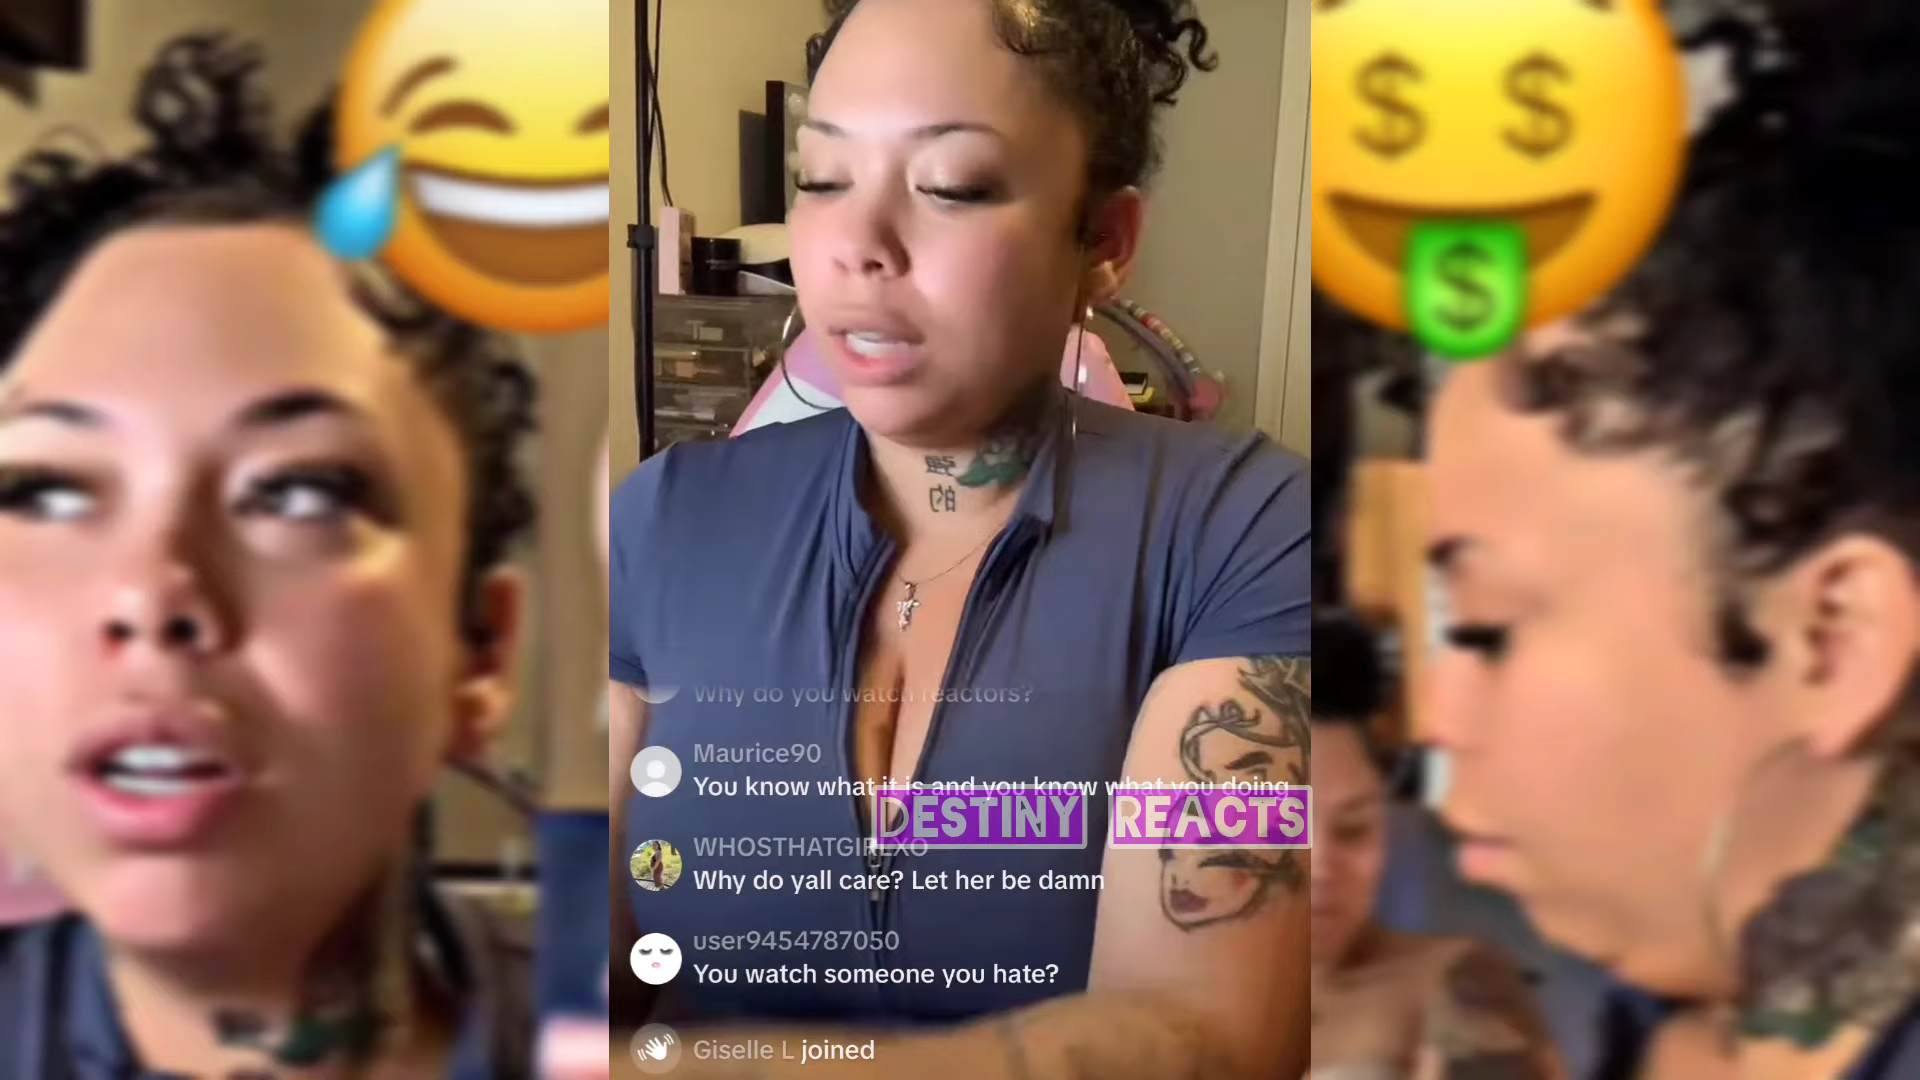 Why do you watch reactors?
Maurice90
You know what it is and you know what you doing
DESTINY REACTS
WHOSTHATGIRLXO
Why do yall care? Let her be damn
user9454787050
You watch someone you hate?
Giselle L joined